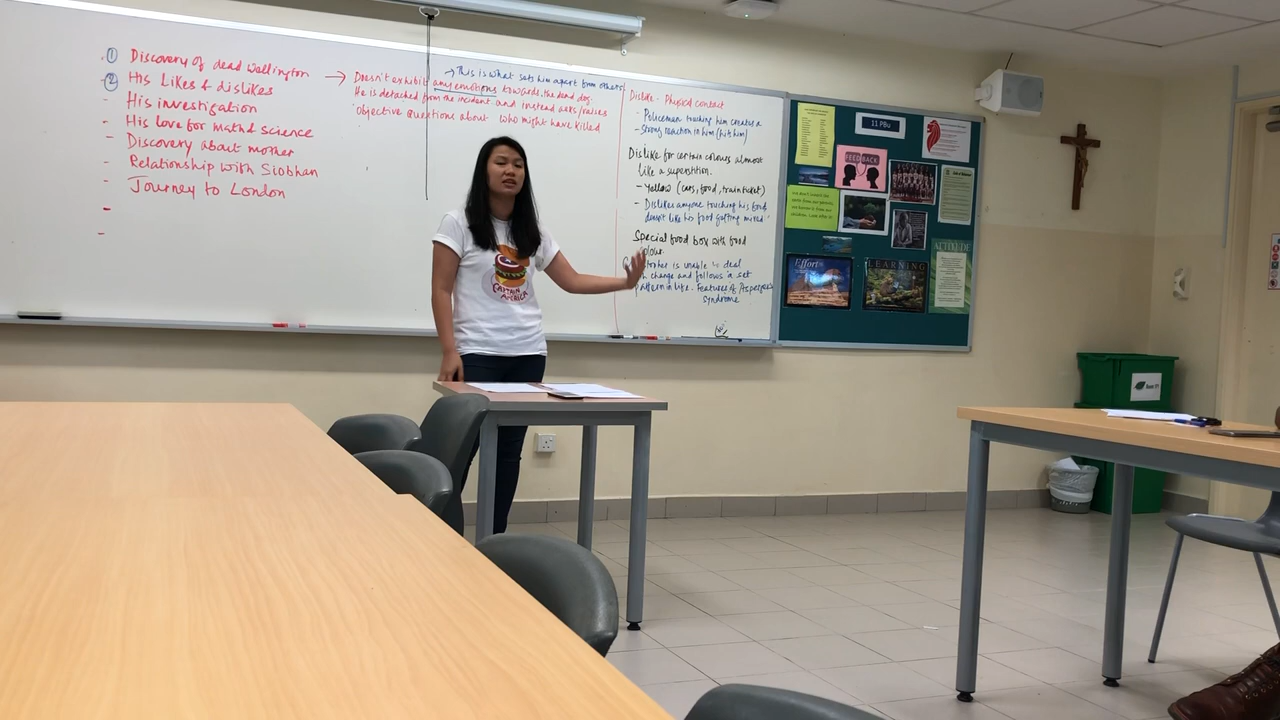 ① Discovery of dead Wellington
② His Likes & dislikes
- His investigation
- His love for Math & science
- Discovery about mother
- Relationship with Siobhan
- Journey to London
→ This is what sets him apart from others
→ Doesn't exhibit any emotions towards the dead dog.
He is detached from the incident and instead asks/raises
objective questions about who might have killed
Dislike - Physical contact
- Policeman touching him creates a
- strong reaction in him (hit him)
Dislike for certain colours almost
like a superstition.
- Yellow (cars, food, train ticket)
- Dislikes anyone touching his food
doesn't like his food getting mixed
Special food box with food
colour.
is unable to deal
change and follows a set
pattern in life. Features of Asperger's
syndrome.
CAPTAIN
AMERICA
11 PBu
FEEDBACK
Effort
LEARNING
ATTITUDE